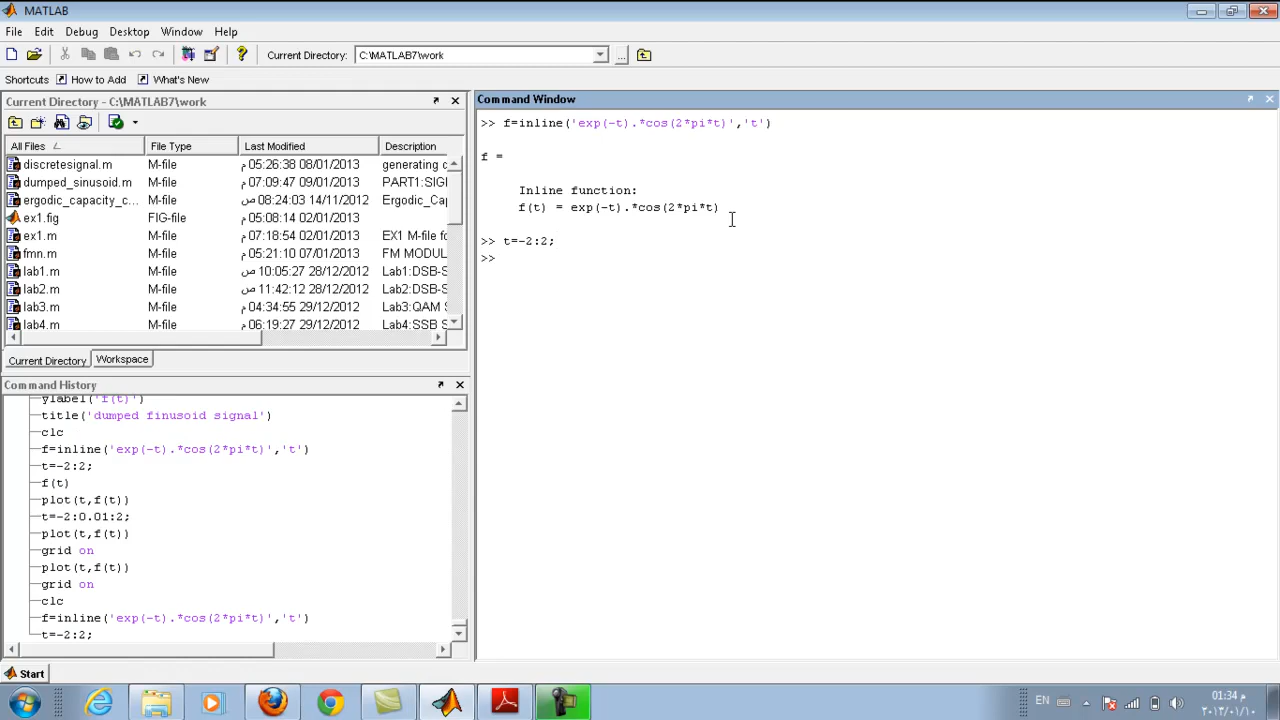 MATLAB
File Edit Debug Desktop Window Help
Current Directory: C:\MATLAB7\work ...
Shortcuts How to Add What's New
Current Directory - C:\MATLAB7\work
All Files File Type Last Modified Description
discretesignal.m M-file م 05:26:38 08/01/2013 generating c
dumped_sinusoid.m M-file م 07:09:47 09/01/2013 PART1:SIG
ergodic_capacity_c... M-file ص 08:24:03 14/11/2012 Ergodic_Cap
ex1.fig FIG-file م 05:08:14 03/01/2013
ex1.m M-file م 07:18:54 02/01/2013 EX1 M-file fo
fmn.m M-file م 05:21:10 07/01/2013 FM MODUL
lab1.m M-file ص 10:05:27 28/12/2012 Lab1:DSB-S
lab2.m M-file ص 11:42:12 28/12/2012 Lab2:DSB-S
lab3.m M-file م 04:34:55 29/12/2012 Lab3:QAM S
lab4.m M-file م 06:19:27 29/12/2012 Lab4:SSB S
Current Directory Workspace
Command History
ylabel('f(t)')
title('dumped finusoid signal')
clc
f=inline('exp(-t).*cos(2*pi*t)','t')
t=-2:2;
f(t)
plot(t,f(t))
t=-2:0.01:2;
plot(t,f(t))
grid on
plot(t,f(t))
grid on
clc
f=inline('exp(-t).*cos(2*pi*t)','t')
t=-2:2;
Command Window
>> f=inline('exp(-t).*cos(2*pi*t)','t')
f =
Inline function:
f(t) = exp(-t).*cos(2*pi*t)
>> t=-2:2;
>>
Start
EN
م 01:34
٢٠١٣/٠١/١٠